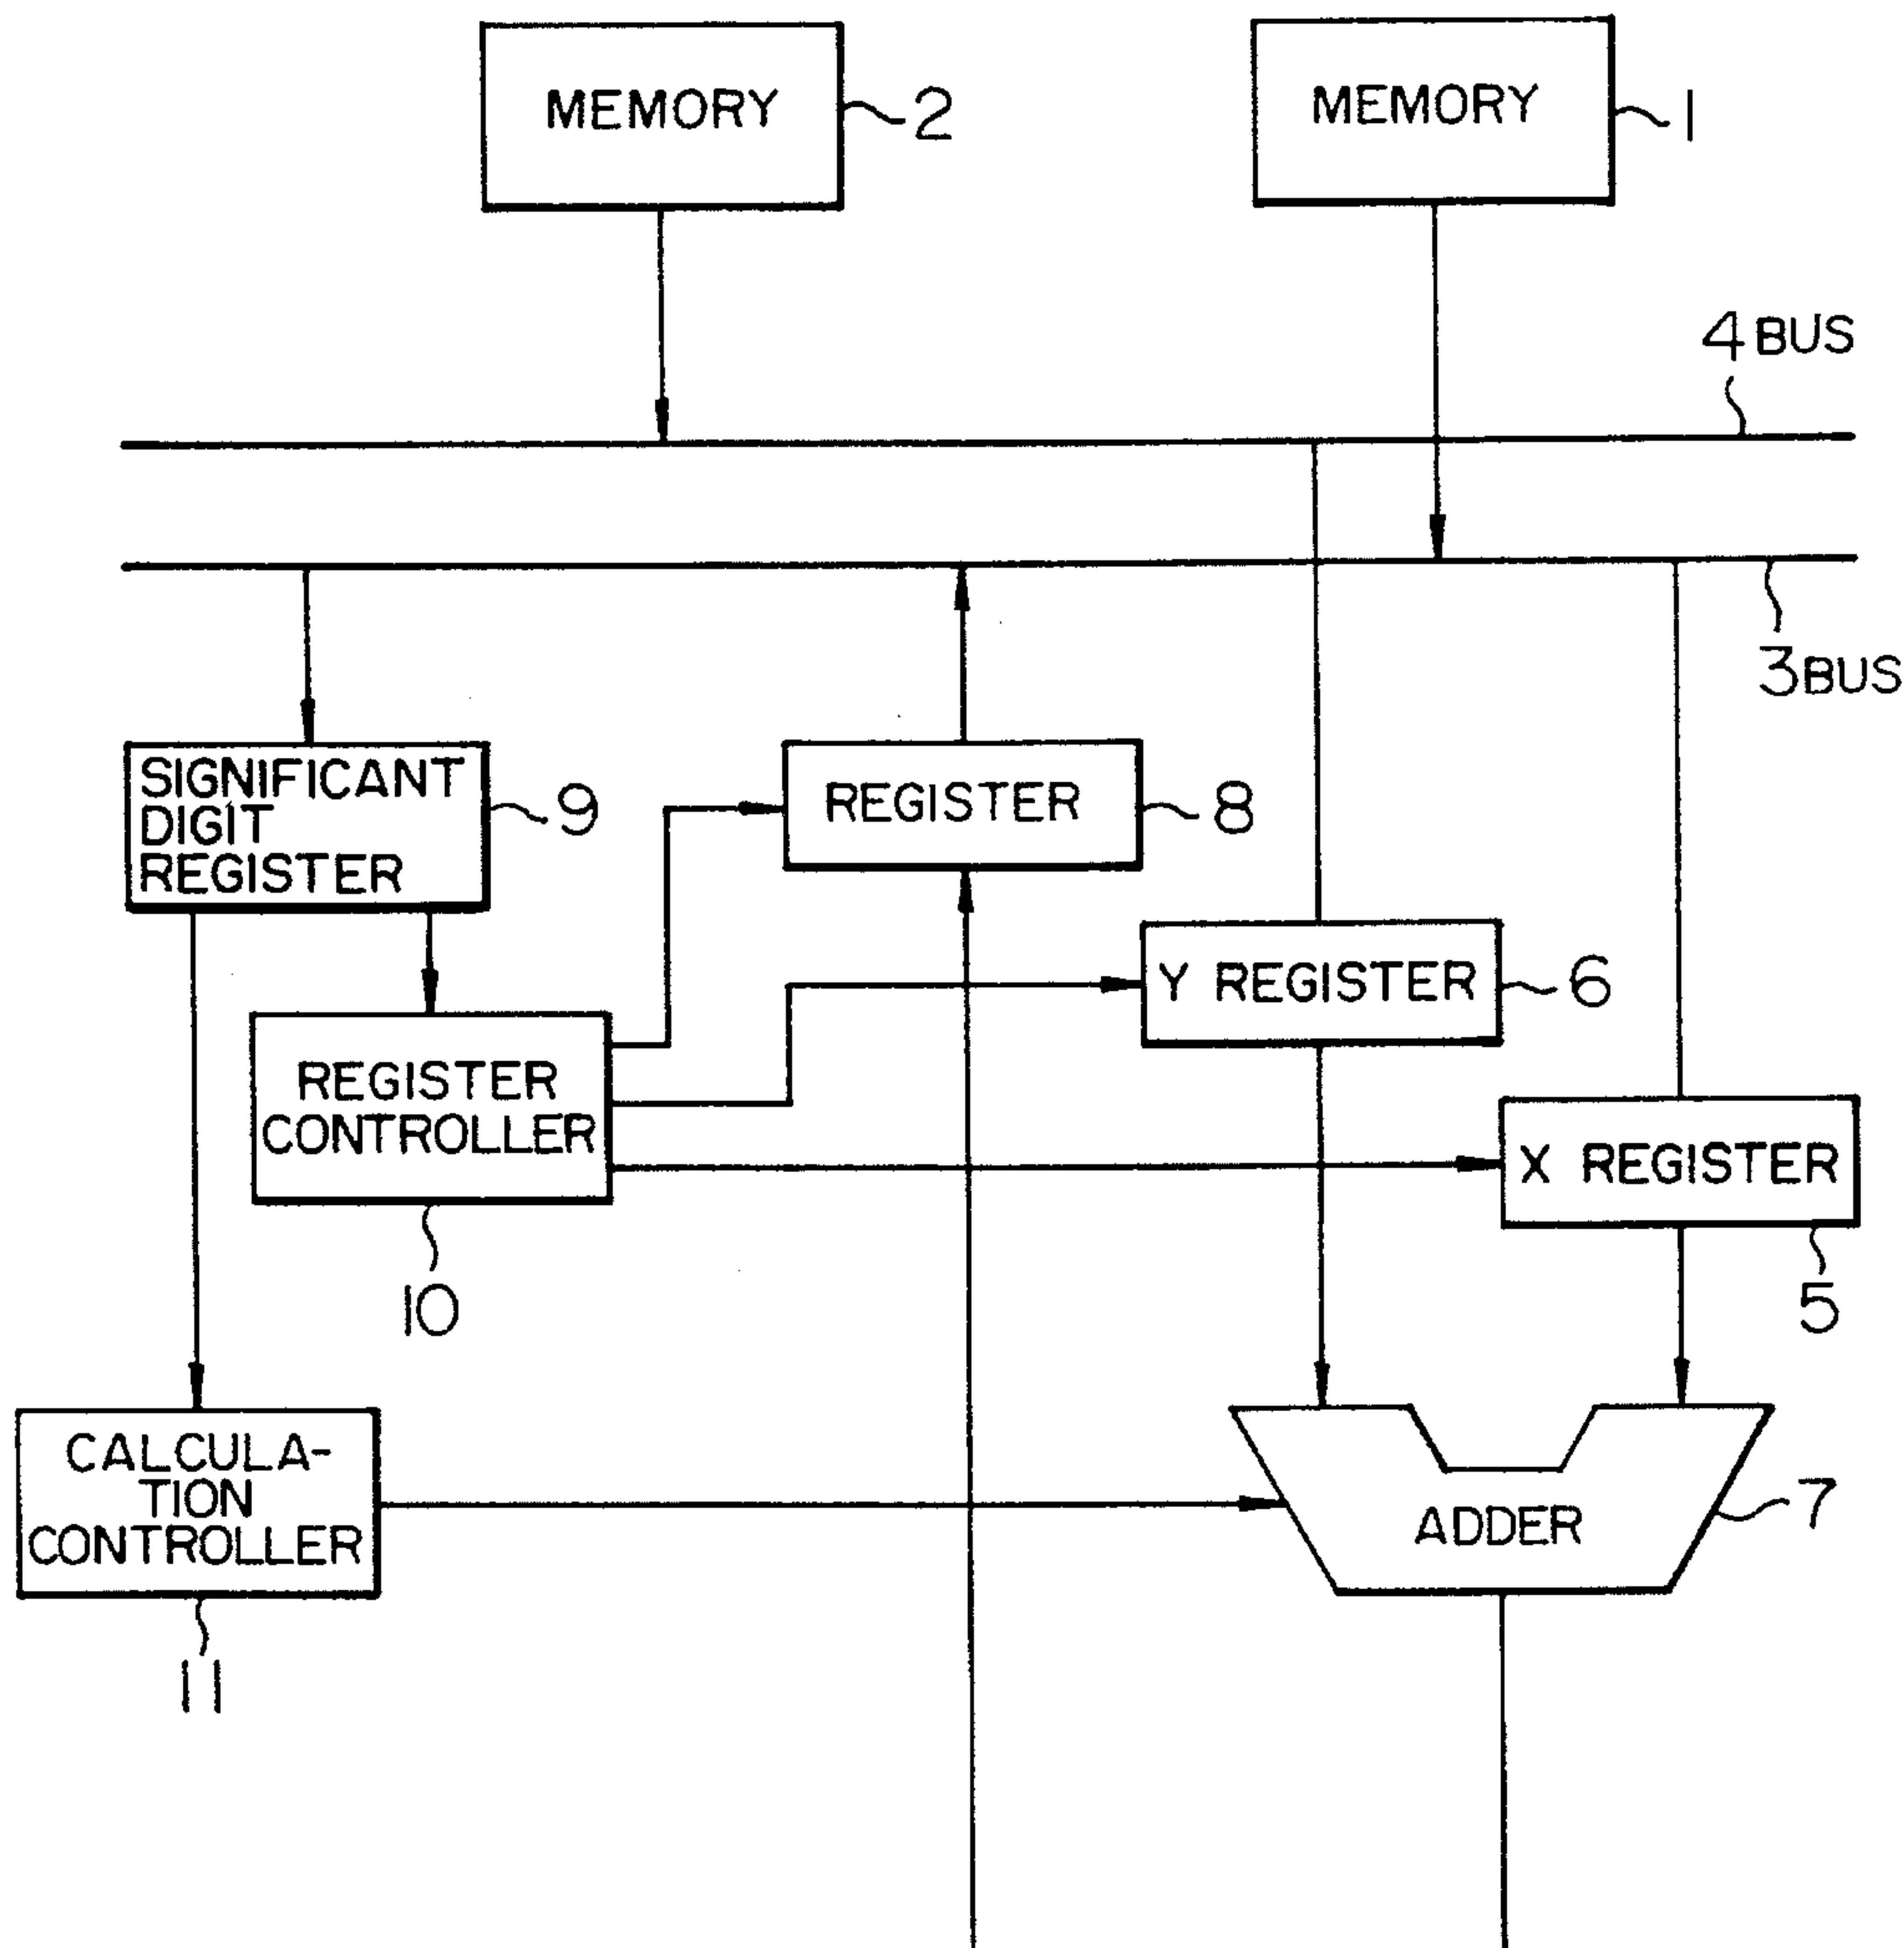 MEMORY
2
MEMORY
1
4 BUS
3 BUS
SIGNIFICANT
DIGIT
REGISTER
9
REGISTER
8
Y REGISTER
6
REGISTER
CONTROLLER
10
X REGISTER
5
CALCULA-
TION
CONTROLLER
11
ADDER
7